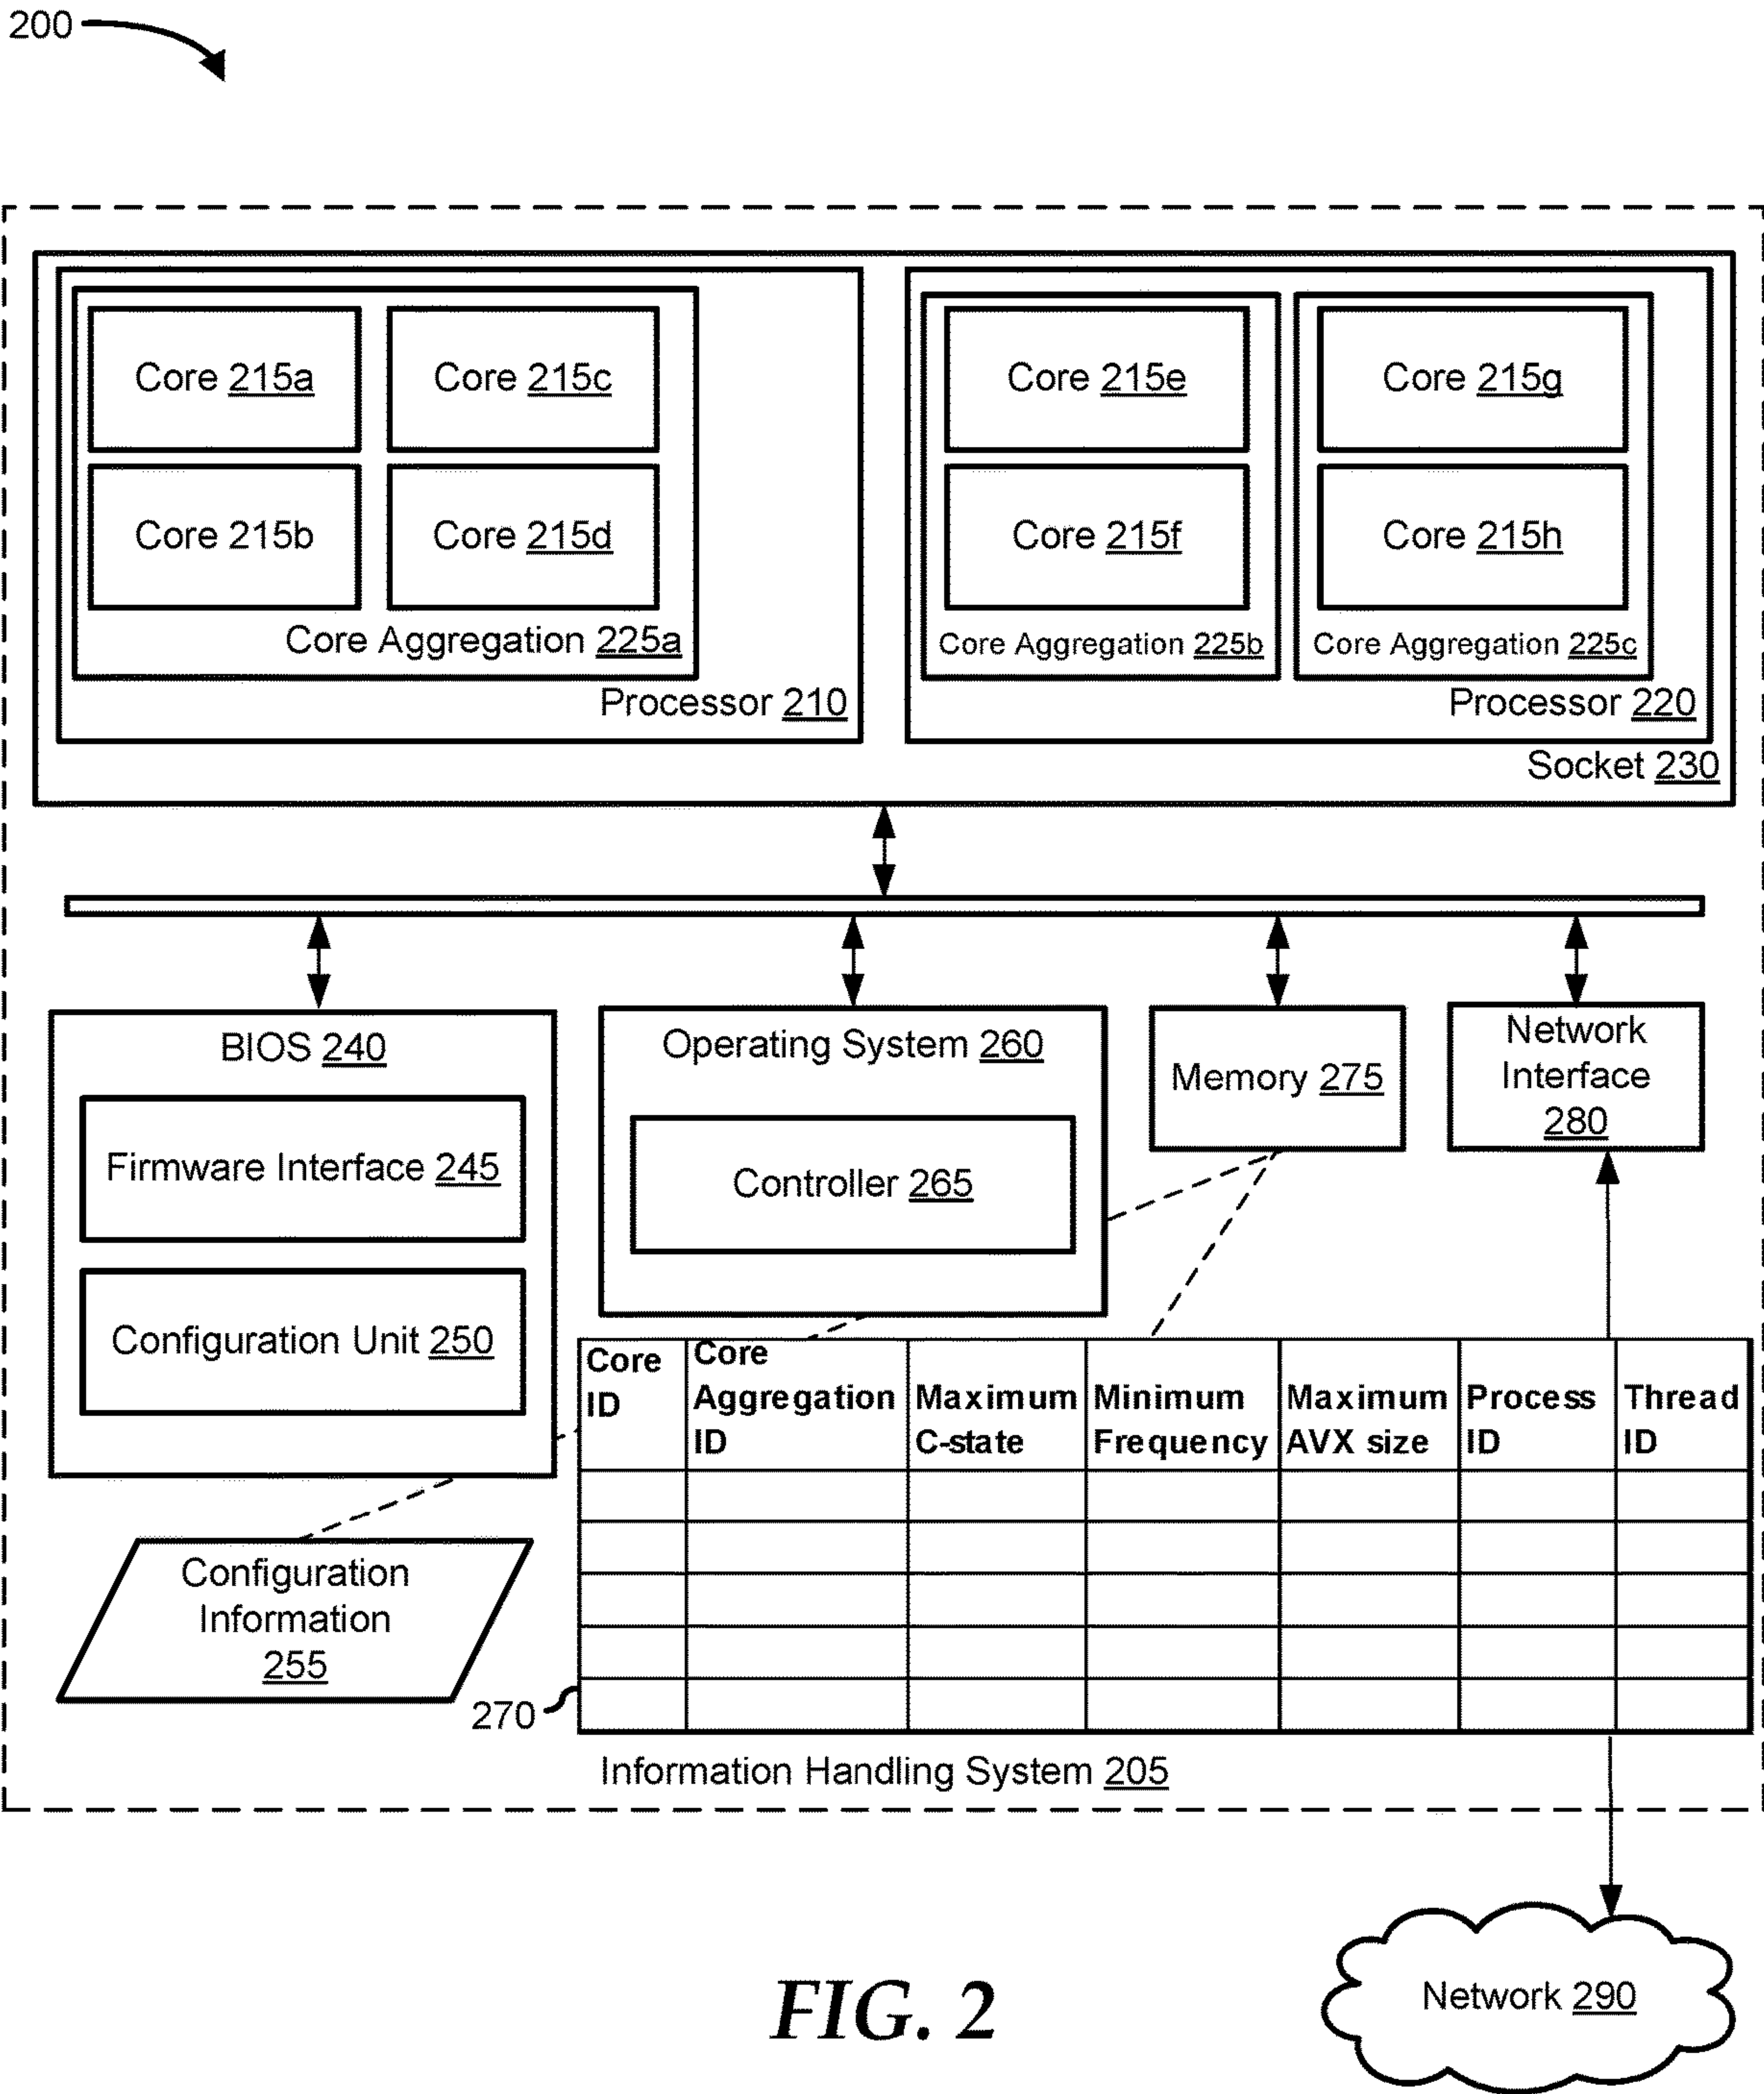 200
Core 215a
Core 215c
Core 215e
Core 215g
Core 215b
Core 215d
Core 215f
Core 215h
Core Aggregation 225a
Core Aggregation 225b
Core Aggregation 225c
Processor 210
Processor 220
Socket 230
BIOS 240
Firmware Interface 245
Configuration Unit 250
Operating System 260
Controller 265
Memory 275
Network
Interface
280
Configuration
Information
255
Core
ID
Core
Aggregation
ID
Maximum
C-state
Minimum
Frequency
Maximum
AVX size
Process
ID
Thread
ID
270
Information Handling System 205
Network 290
FIG. 2